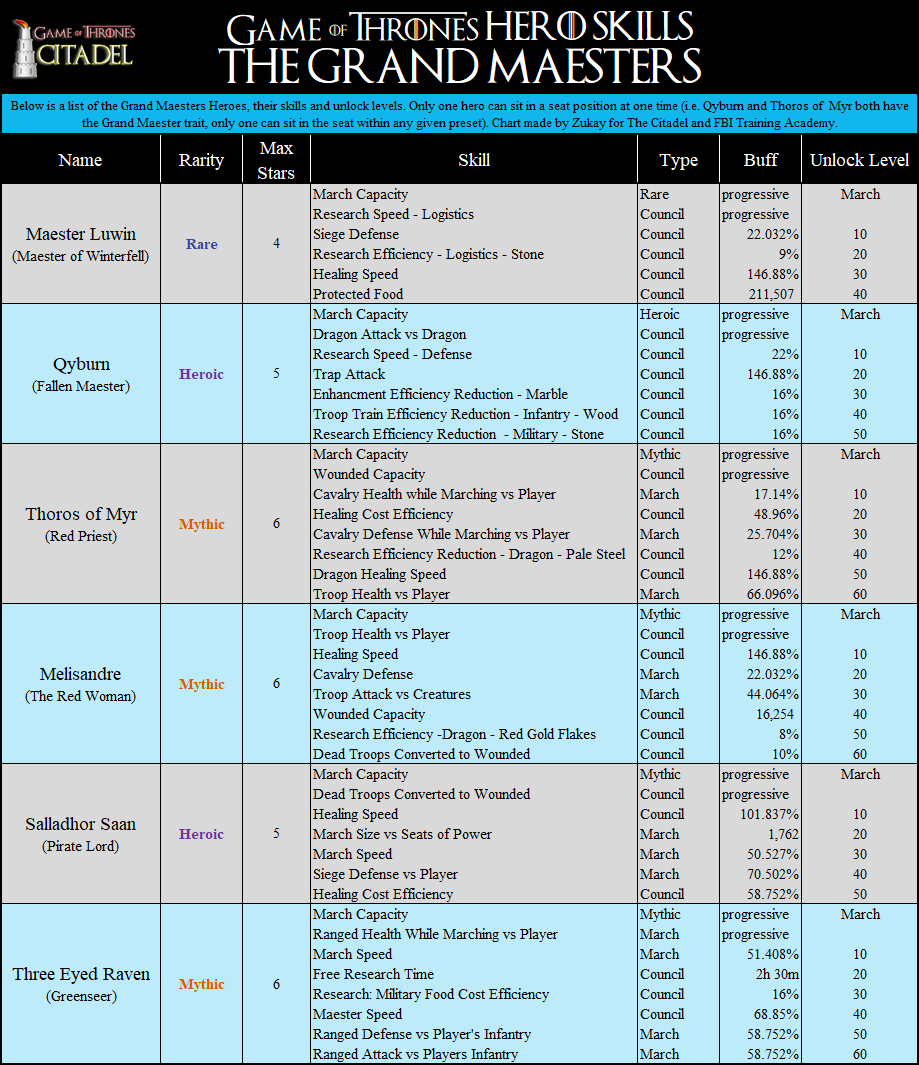 GAME OF THRONES
CITADEL
GAME OF THRONES HERO SKILLS
THE GRAND MAESTERS
Below is a list of the Grand Maesters Heroes, their skills and unlock levels. Only one hero can sit in a seat position at one time (i.e. Qyburn and Thoros of Myr both have
the Grand Maester trait, only one can sit in the seat within any given preset). Chart made by Zukay for The Citadel and FBI Training Academy.
Name Rarity Max Stars Skill Type Buff Unlock Level
Maester Luwin
(Maester of Winterfell)
Rare
4
March Capacity Rare progressive March
Research Speed - Logistics Council progressive
Siege Defense Council 22.032% 10
Research Efficiency - Logistics - Stone Council 9% 20
Healing Speed Council 146.88% 30
Protected Food Council 211,507 40
Qyburn
(Fallen Maester)
Heroic
5
March Capacity Heroic progressive March
Dragon Attack vs Dragon Council progressive
Research Speed - Defense Council 22% 10
Trap Attack Council 146.88% 20
Enhancment Efficiency Reduction - Marble Council 16% 30
Troop Train Efficiency Reduction - Infantry - Wood Council 16% 40
Research Efficiency Reduction - Military - Stone Council 16% 50
Thoros of Myr
(Red Priest)
Mythic
6
March Capacity Mythic progressive March
Wounded Capacity Council progressive
Cavalry Health while Marching vs Player March 17.14% 10
Healing Cost Efficiency Council 48.96% 20
Cavalry Defense While Marching vs Player March 25.704% 30
Research Efficiency Reduction - Dragon - Pale Steel Council 12% 40
Dragon Healing Speed Council 146.88% 50
Troop Health vs Player March 66.096% 60
Melisandre
(The Red Woman)
Mythic
6
March Capacity Mythic progressive March
Troop Health vs Player Council progressive
Healing Speed Council 146.88% 10
Cavalry Defense March 22.032% 20
Troop Attack vs Creatures March 44.064% 30
Wounded Capacity Council 16,254 40
Research Efficiency -Dragon - Red Gold Flakes Council 8% 50
Dead Troops Converted to Wounded Council 10% 60
Salladhor Saan
(Pirate Lord)
Heroic
5
March Capacity Mythic progressive March
Dead Troops Converted to Wounded Council progressive
Healing Speed Council 101.837% 10
March Size vs Seats of Power March 1,762 20
March Speed March 50.527% 30
Siege Defense vs Player March 70.502% 40
Healing Cost Efficiency Council 58.752% 50
Three Eyed Raven
(Greenseer)
Mythic
6
March Capacity Mythic progressive March
Ranged Health While Marching vs Player March progressive
March Speed March 51.408% 10
Free Research Time Council 2h 30m 20
Research: Military Food Cost Efficiency Council 16% 30
Maester Speed Council 68.85% 40
Ranged Defense vs Player's Infantry March 58.752% 50
Ranged Attack vs Players Infantry March 58.752% 60